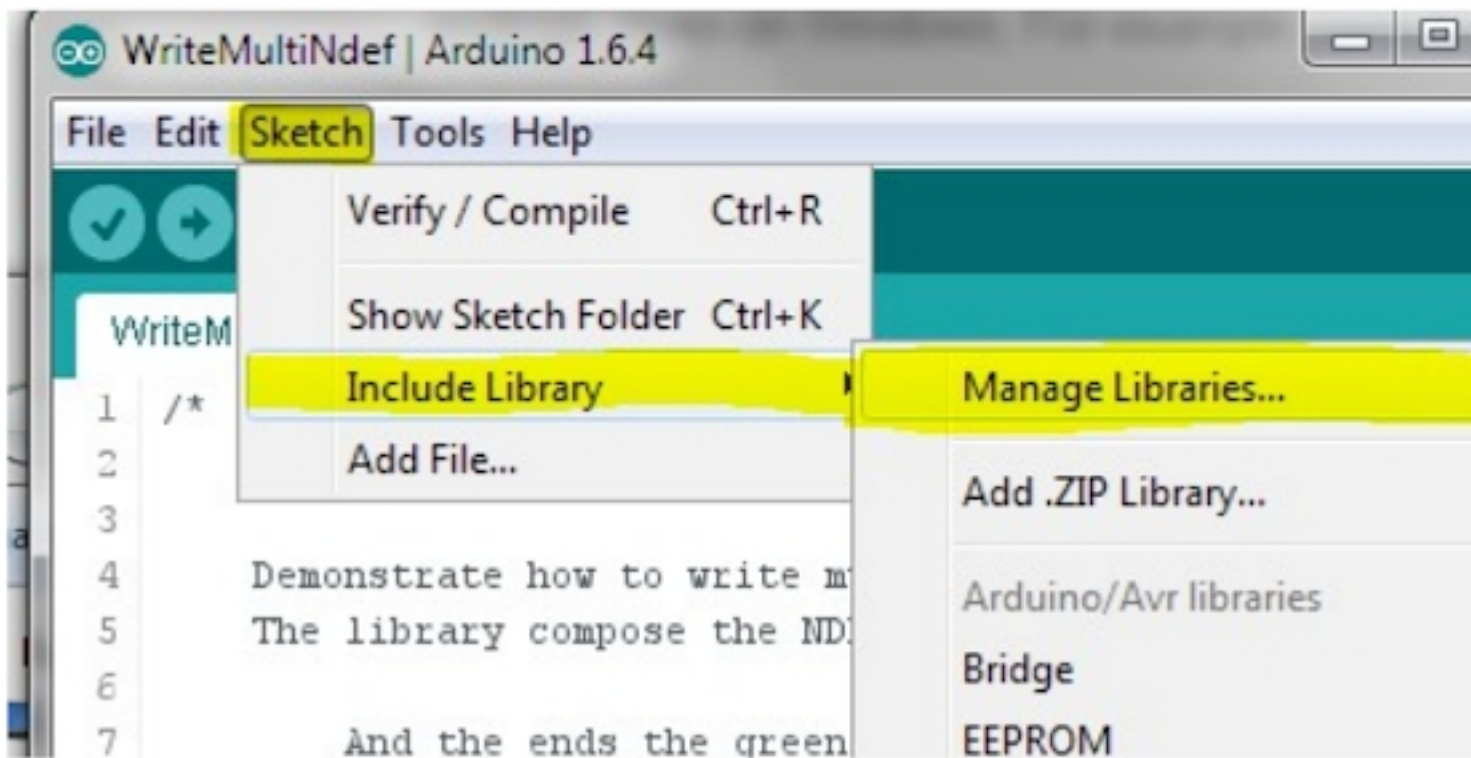 WriteMultiNdef | Arduino 1.6.4
File Edit Sketch Tools Help
Verify / Compile Ctrl+R
Show Sketch Folder Ctrl+K
Include Library
Add File...
Manage Libraries...
Add .ZIP Library...
Arduino/Avr libraries
Bridge
EEPROM
WriteM
1 /*
2
3
4 Demonstrate how to write
5 The library compose the
6
7 And the ends the green